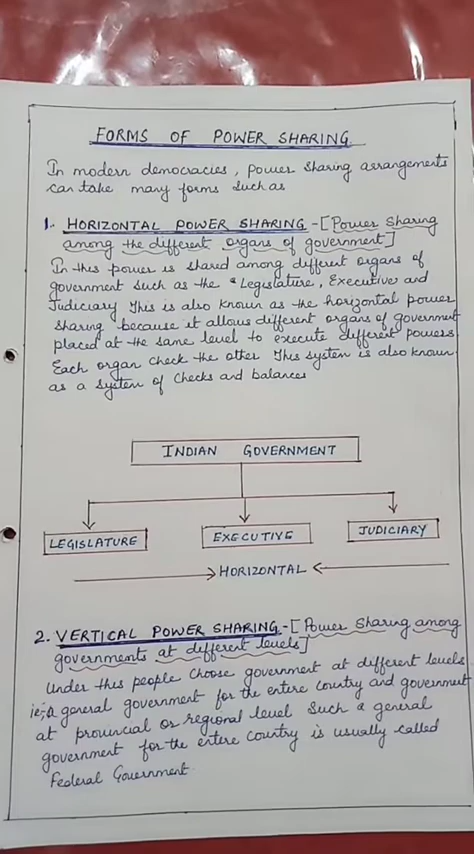 FORMS OF POWER SHARING
In modern democracies, power sharing arrangements
can take many forms such as
1. HORIZONTAL POWER SHARING - [Power Sharing
among the different organs of government]
In this power is shared among different organs of
government such as the Legislature, Executive and
Judiciary This is also known as the horizontal power
sharing because it allows different organs of government
placed at the same level to execute different powers.
Each organ check the other This system is also known
as a system of checks and balances
INDIAN GOVERNMENT
LEGISLATURE EXECUTIVE JUDICIARY
HORIZONTAL
2. VERTICAL POWER SHARING - [Power Sharing among
governments at different levels]
Under this people choose government at different levels
ie; a general government for the entire country and government
at provincial or regional level Such a general
government for the entire country is usually called
Federal Government